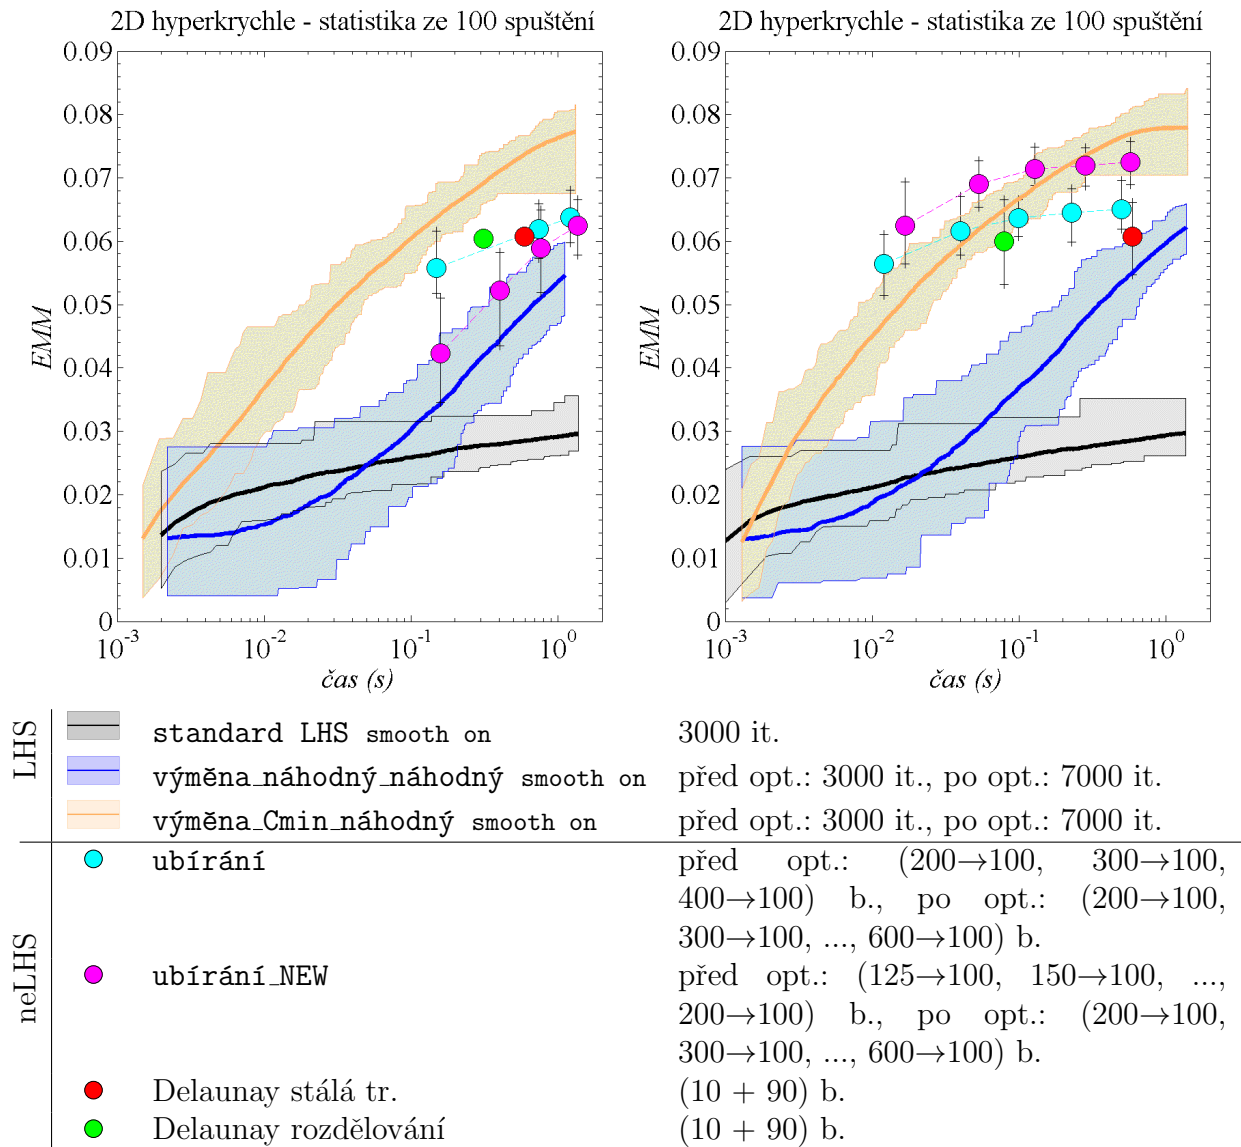 2D hyperkrychle - statistika ze 100 spuštění
0.09
0.08
0.07
0.06
0.05
0.04
0.03
0.02
0.01
0
EMM
10-3
10-2
10-1
100
čas (s)
2D hyperkrychle - statistika ze 100 spuštění
0.09
0.08
0.07
0.06
0.05
0.04
0.03
0.02
0.01
0
EMM
10-3
10-2
10-1
100
čas (s)
LHS
standard LHS smooth on 3000 it.
výměna_náhodný_náhodný smooth on před opt.: 3000 it., po opt.: 7000 it.
výměna_Cmin_náhodný smooth on před opt.: 3000 it., po opt.: 7000 it.
neLHS
ubírání před opt.: (200→100, 300→100,
400→100) b., po opt.: (200→100,
300→100, ..., 600→100) b.
ubírání_NEW před opt.: (125→100, 150→100, ...,
200→100) b., po opt.: (200→100,
300→100, ..., 600→100) b.
Delaunay stálá tr. (10 + 90) b.
Delaunay rozdělování (10 + 90) b.